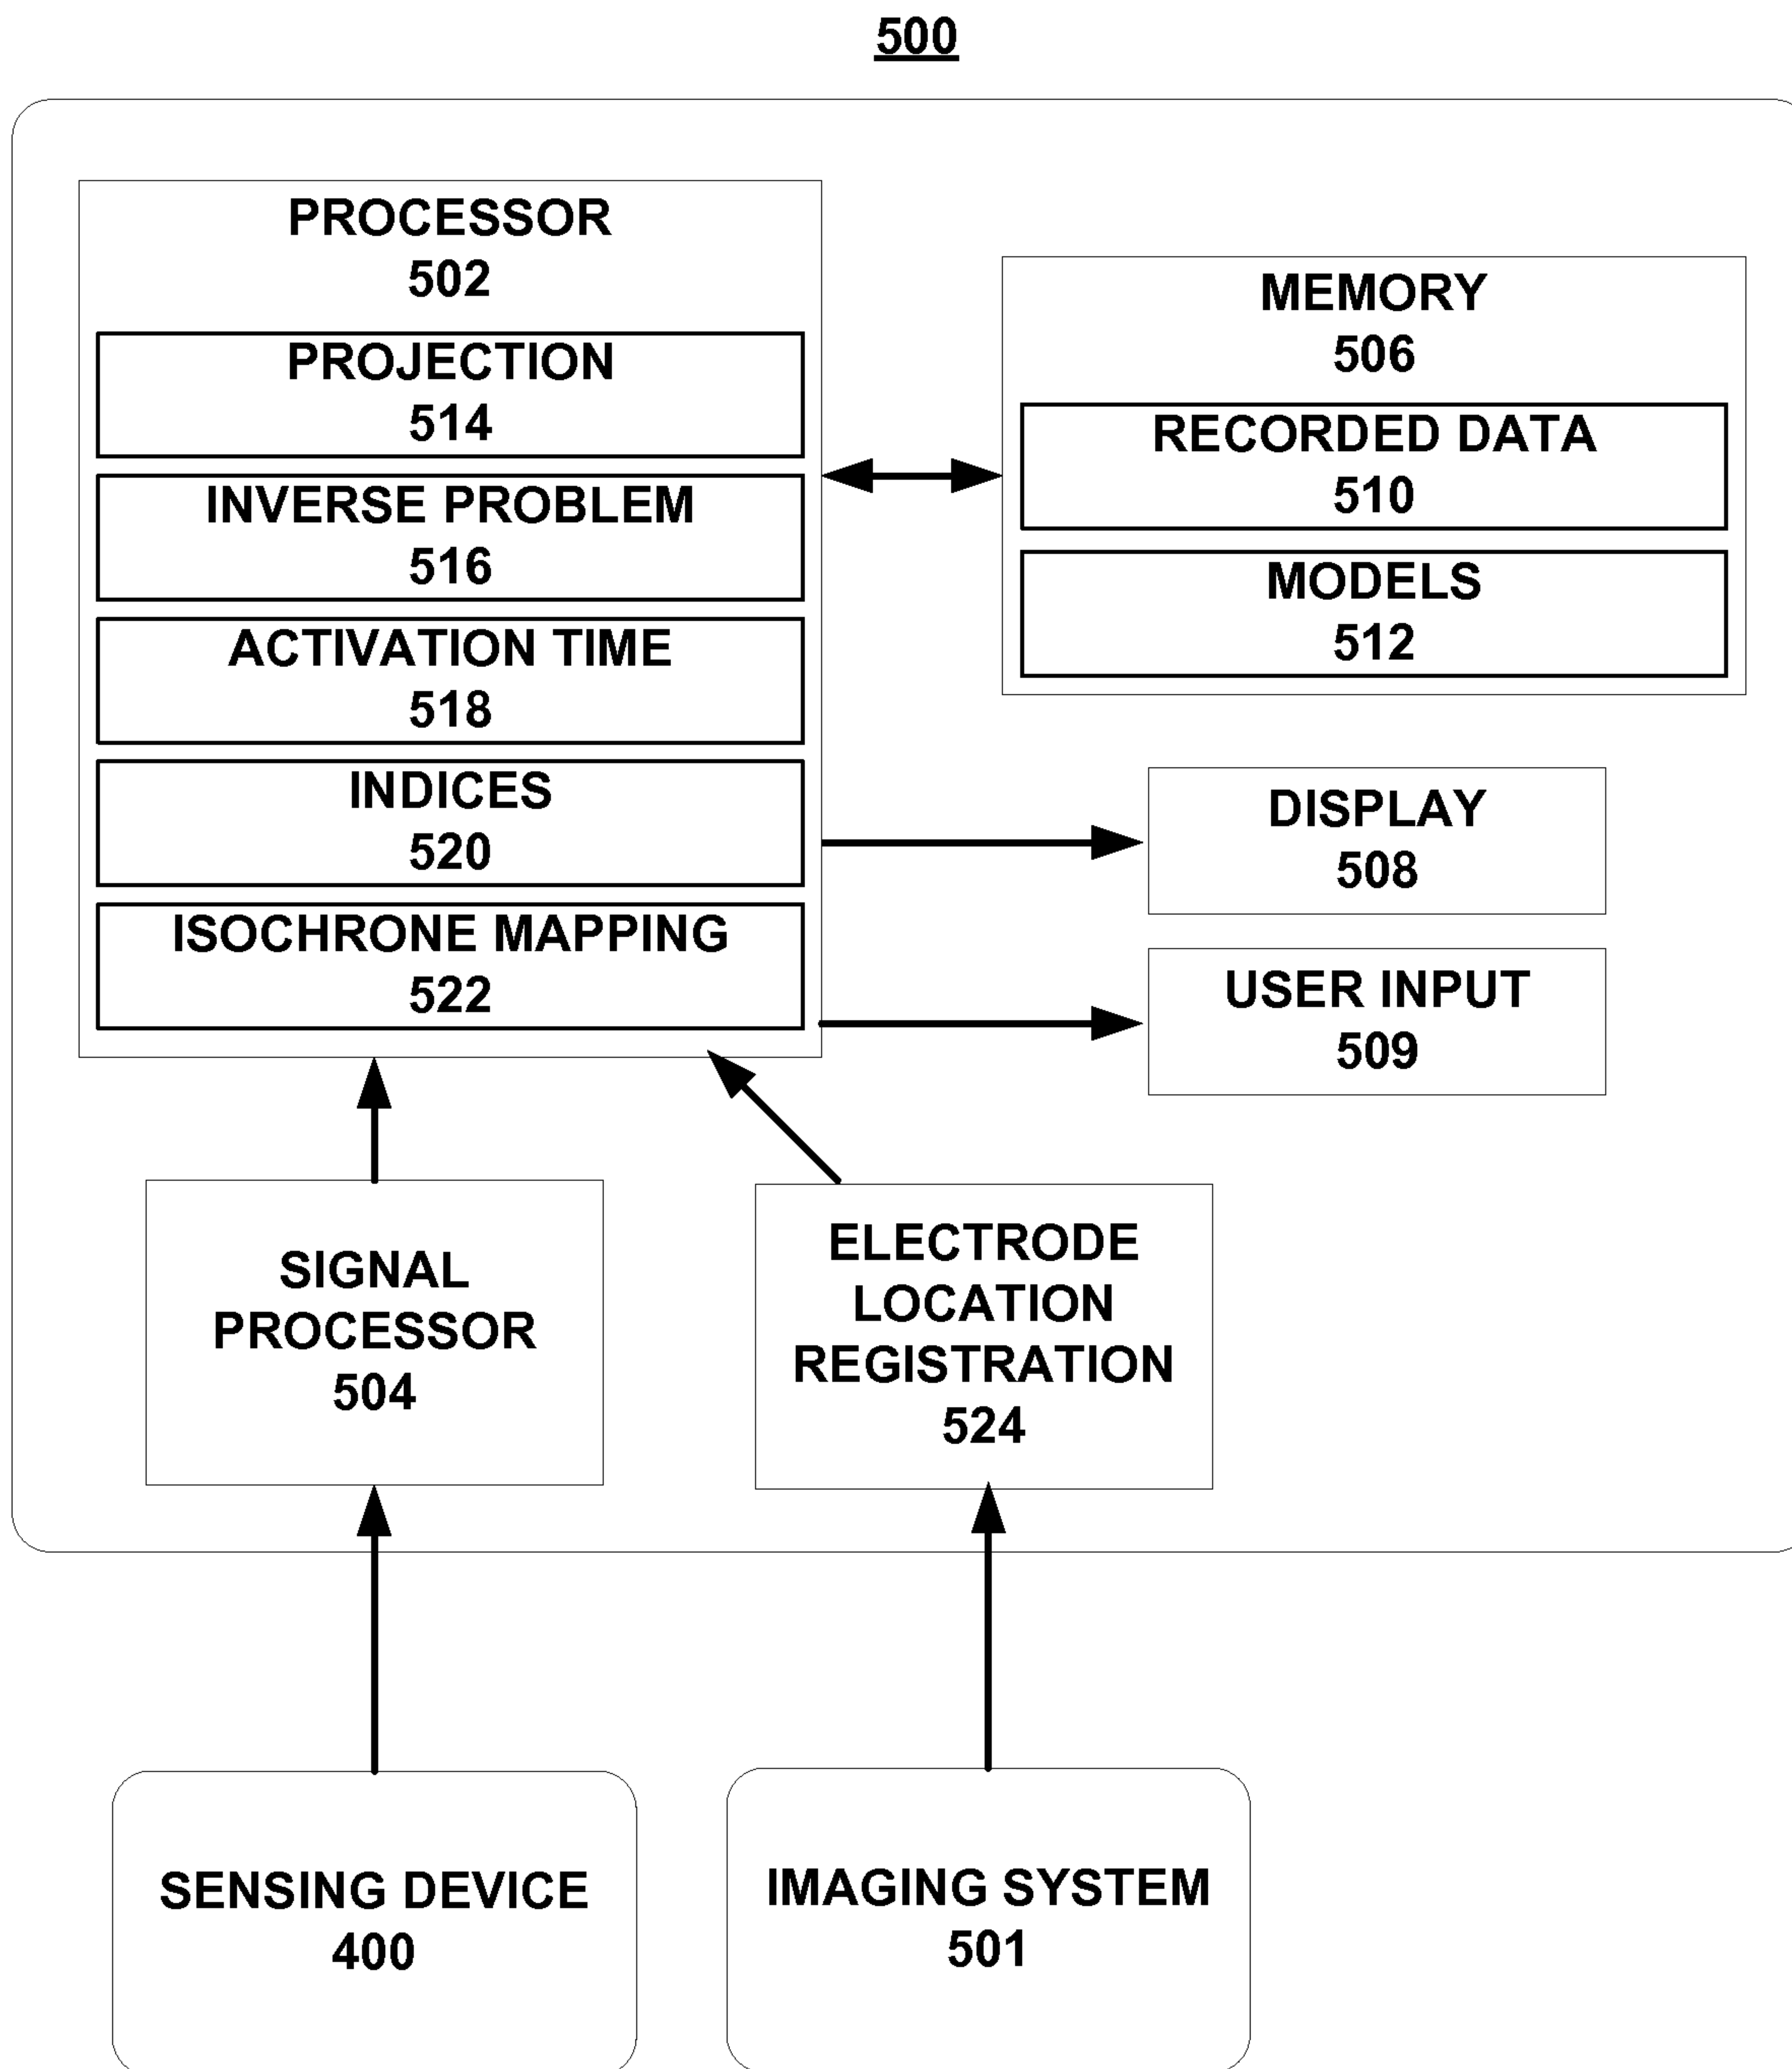 500
PROCESSOR
502
PROJECTION
514
INVERSE PROBLEM
516
ACTIVATION TIME
518
INDICES
520
ISOCHRONE MAPPING
522
MEMORY
506
RECORDED DATA
510
MODELS
512
DISPLAY
508
USER INPUT
509
SIGNAL
PROCESSOR
504
ELECTRODE
LOCATION
REGISTRATION
524
SENSING DEVICE
400
IMAGING SYSTEM
501